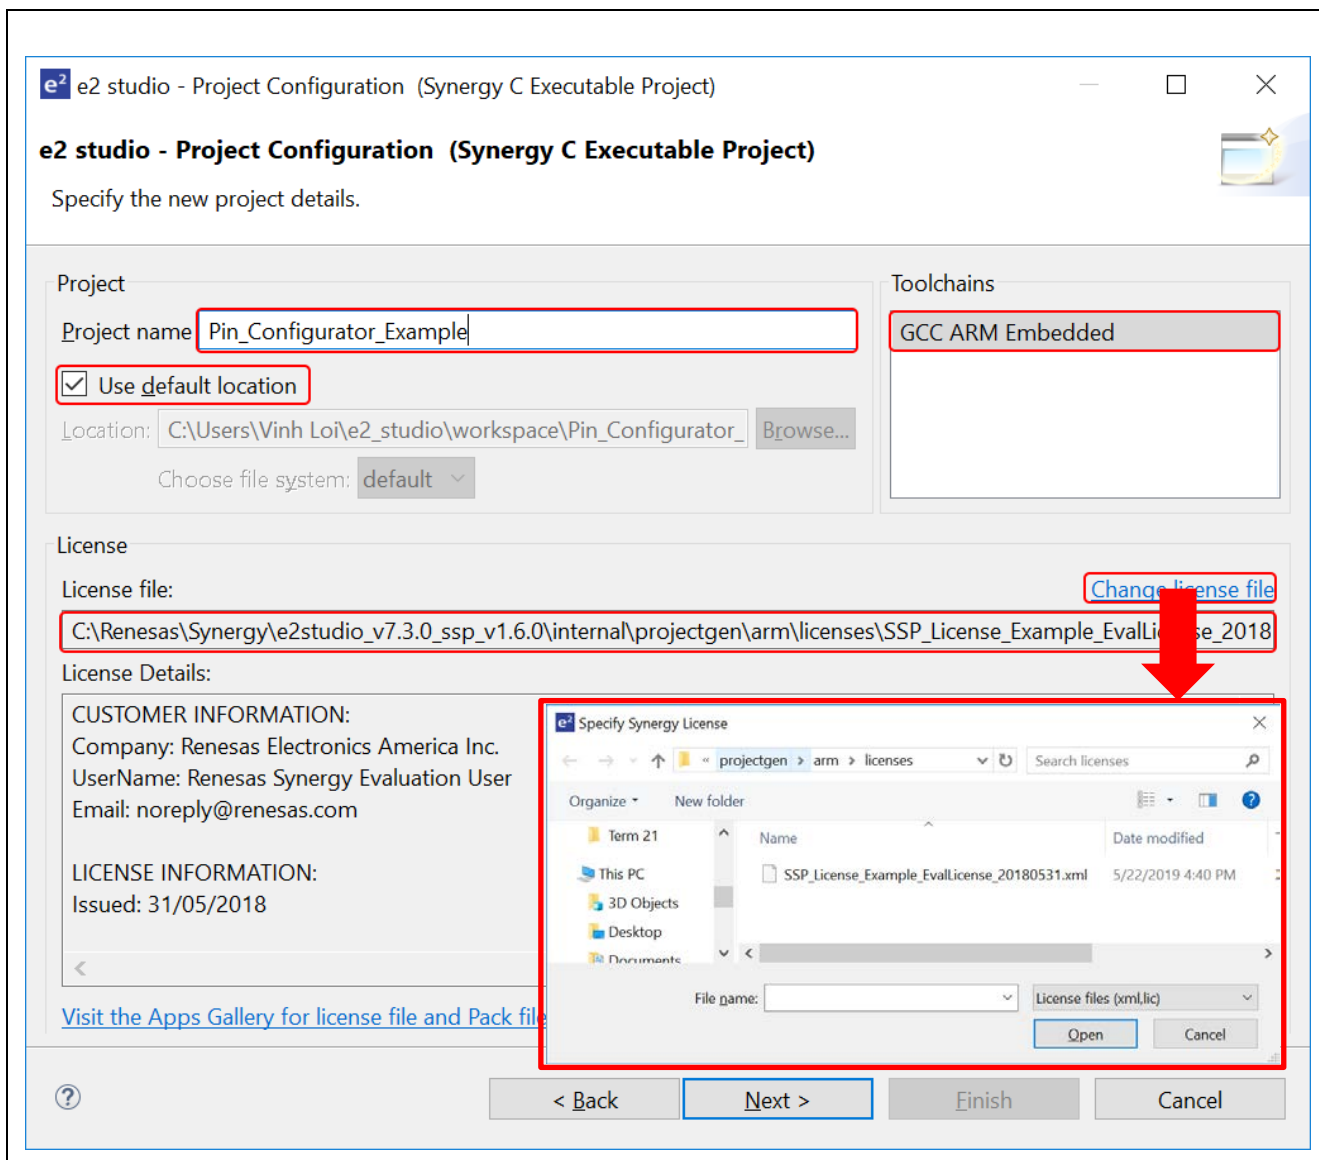 e² e2 studio - Project Configuration (Synergy C Executable Project)
e2 studio - Project Configuration (Synergy C Executable Project)
Specify the new project details.
Project
Project name Pin_Configurator_Example
Use default location
Location: C:\Users\Vinh Loi\e2_studio\workspace\Pin_Configurator_ Browse...
Choose file system: default
Toolchains
GCC ARM Embedded
License
License file: Change license file
C:\Renesas\Synergy\e2studio_v7.3.0_ssp_v1.6.0\internal\projectgen\arm\licenses\SSP_License_Example_EvalLicense_2018
License Details:
CUSTOMER INFORMATION:
Company: Renesas Electronics America Inc.
UserName: Renesas Synergy Evaluation User
Email: noreply@renesas.com
LICENSE INFORMATION:
Issued: 31/05/2018
Visit the Apps Gallery for license file and Pack file
e² Specify Synergy License
« projectgen > arm > licenses Search licenses
Organize New folder
Term 21
This PC
3D Objects
Desktop
Documents
Name Date modified
SSP_License_Example_EvalLicense_20180531.xml 5/22/2019 4:40 PM
File name: License files (xml,lic)
Open Cancel
< Back Next > Finish Cancel